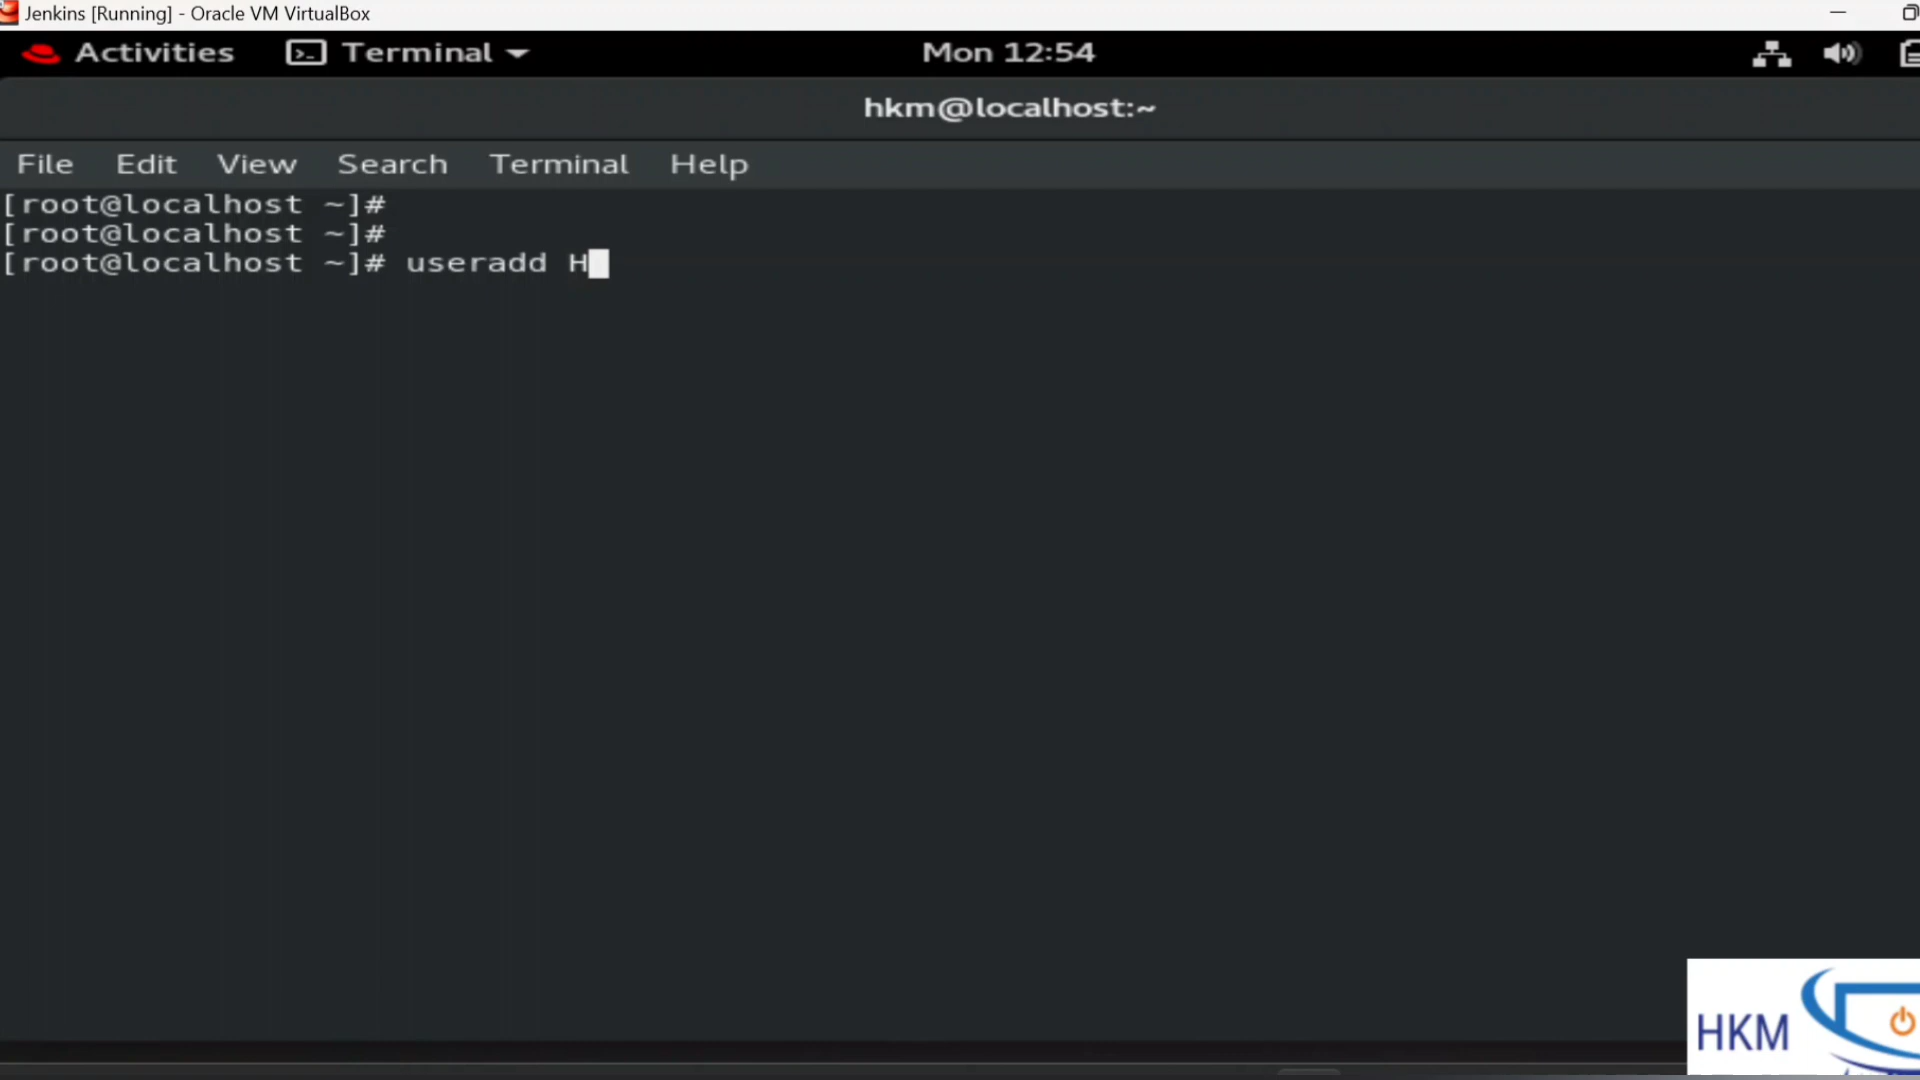 Jenkins [Running] - Oracle VM VirtualBox
Activities Terminal Mon 12:54
hkm@localhost:~
File Edit View Search Terminal Help
[root@localhost ~]#
[root@localhost ~]#
[root@localhost ~]# useradd H
HKM